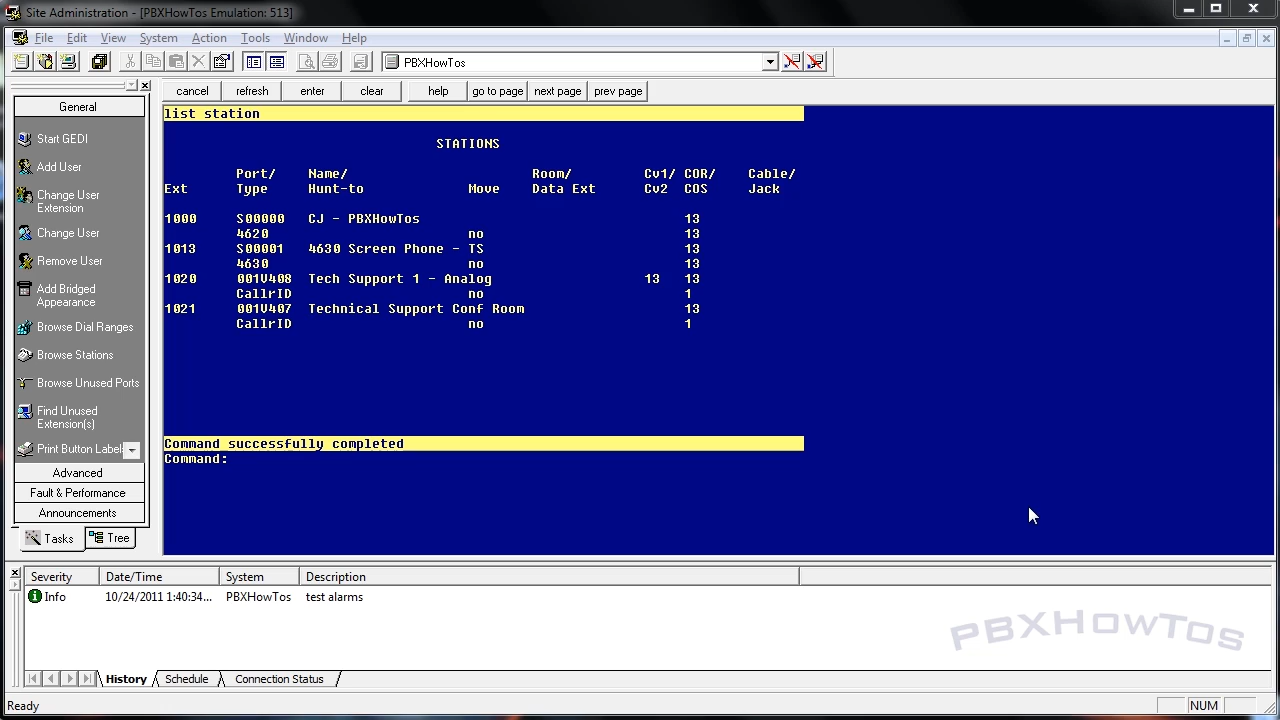 Site Administration - [PBXHowTos Emulation: 513]
File Edit View System Action Tools Window Help
PBXHowTos
cancel refresh enter clear help go to page next page prev page
General
Start GEDI
Add User
Change User
Extension
Change User
Remove User
Add Bridged
Appearance
Browse Dial Ranges
Browse Stations
Browse Unused Ports
Find Unused
Extension(s)
Print Button Labels
Advanced
Fault & Performance
Announcements
Tasks Tree
list station
STATIONS
Port/ Name/ Room/ Cv1/ COR/ Cable/
Ext Type Hunt-to Move Data Ext Cv2 COS Jack
1000 S00000 CJ - PBXHowTos 13
4620 no 13
1013 S00001 4630 Screen Phone - TS 13
4630 no 13
1020 001V408 Tech Support 1 - Analog 13 13
CallrID no 1
1021 001V407 Technical Support Conf Room 13
CallrID no 1
Command successfully completed
Command:
Severity Date/Time System Description
Info 10/24/2011 1:40:34... PBXHowTos test alarms
PBXHowTos
History Schedule Connection Status
Ready NUM